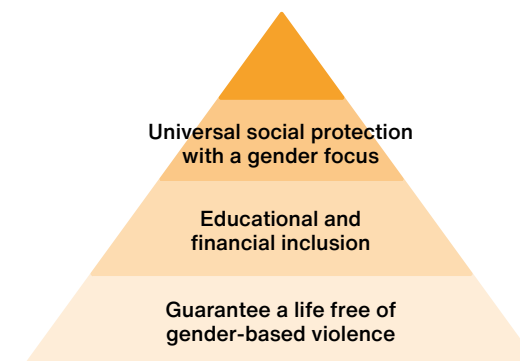 Universal social protection
with a gender focus
Educational and
financial inclusion
Guarantee a life free of
gender-based violence